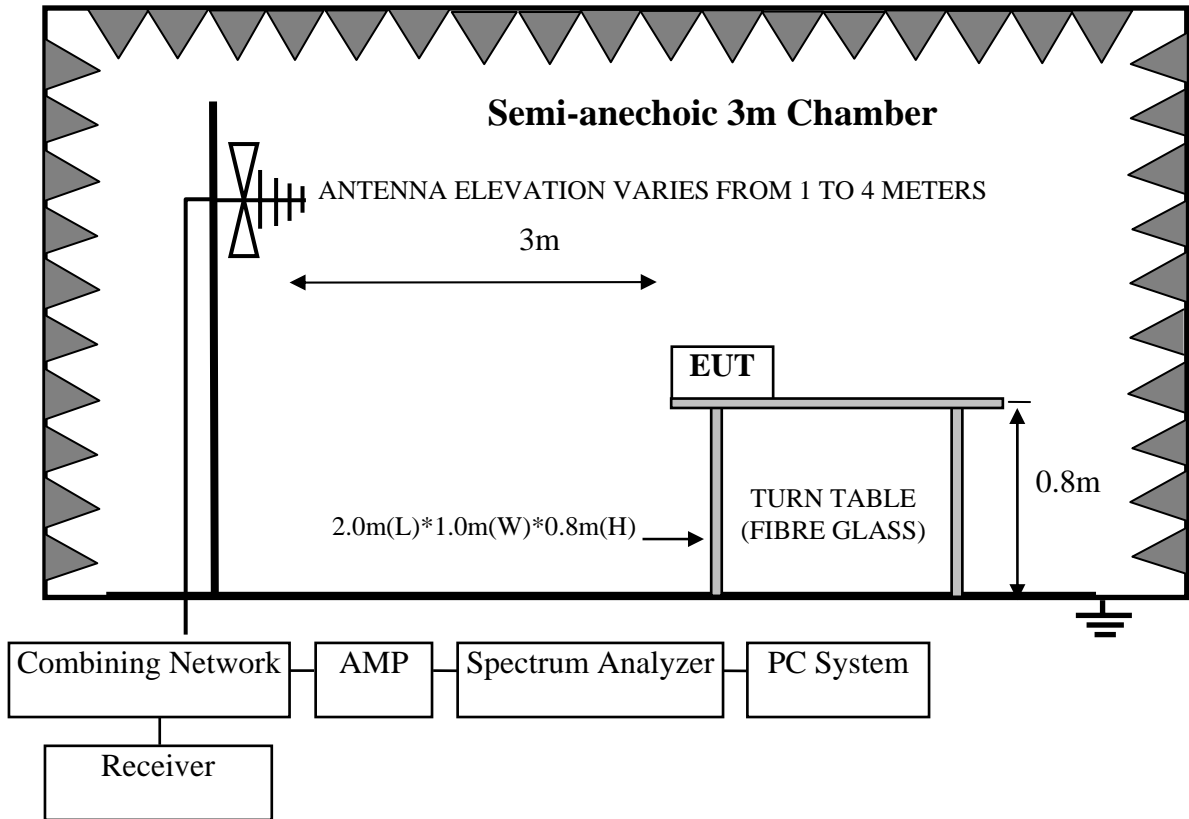 Semi-anechoic 3m Chamber
ANTENNA ELEVATION VARIES FROM 1 TO 4 METERS
3m
EUT
0.8m
TURN TABLE
(FIBRE GLASS)
2.0m(L)*1.0m(W)*0.8m(H)
Combining Network
AMP
Spectrum Analyzer
PC System
Receiver